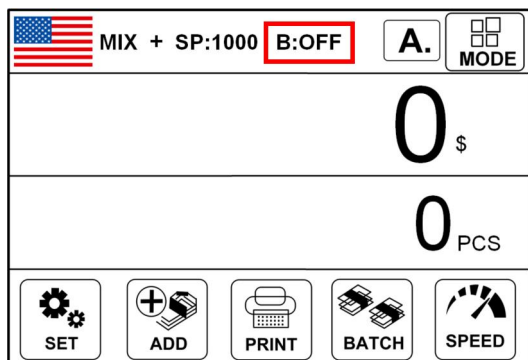 MIX + SP:1000 B:OFF A. MODE
0 $
0 PCS
SET ADD PRINT BATCH SPEED